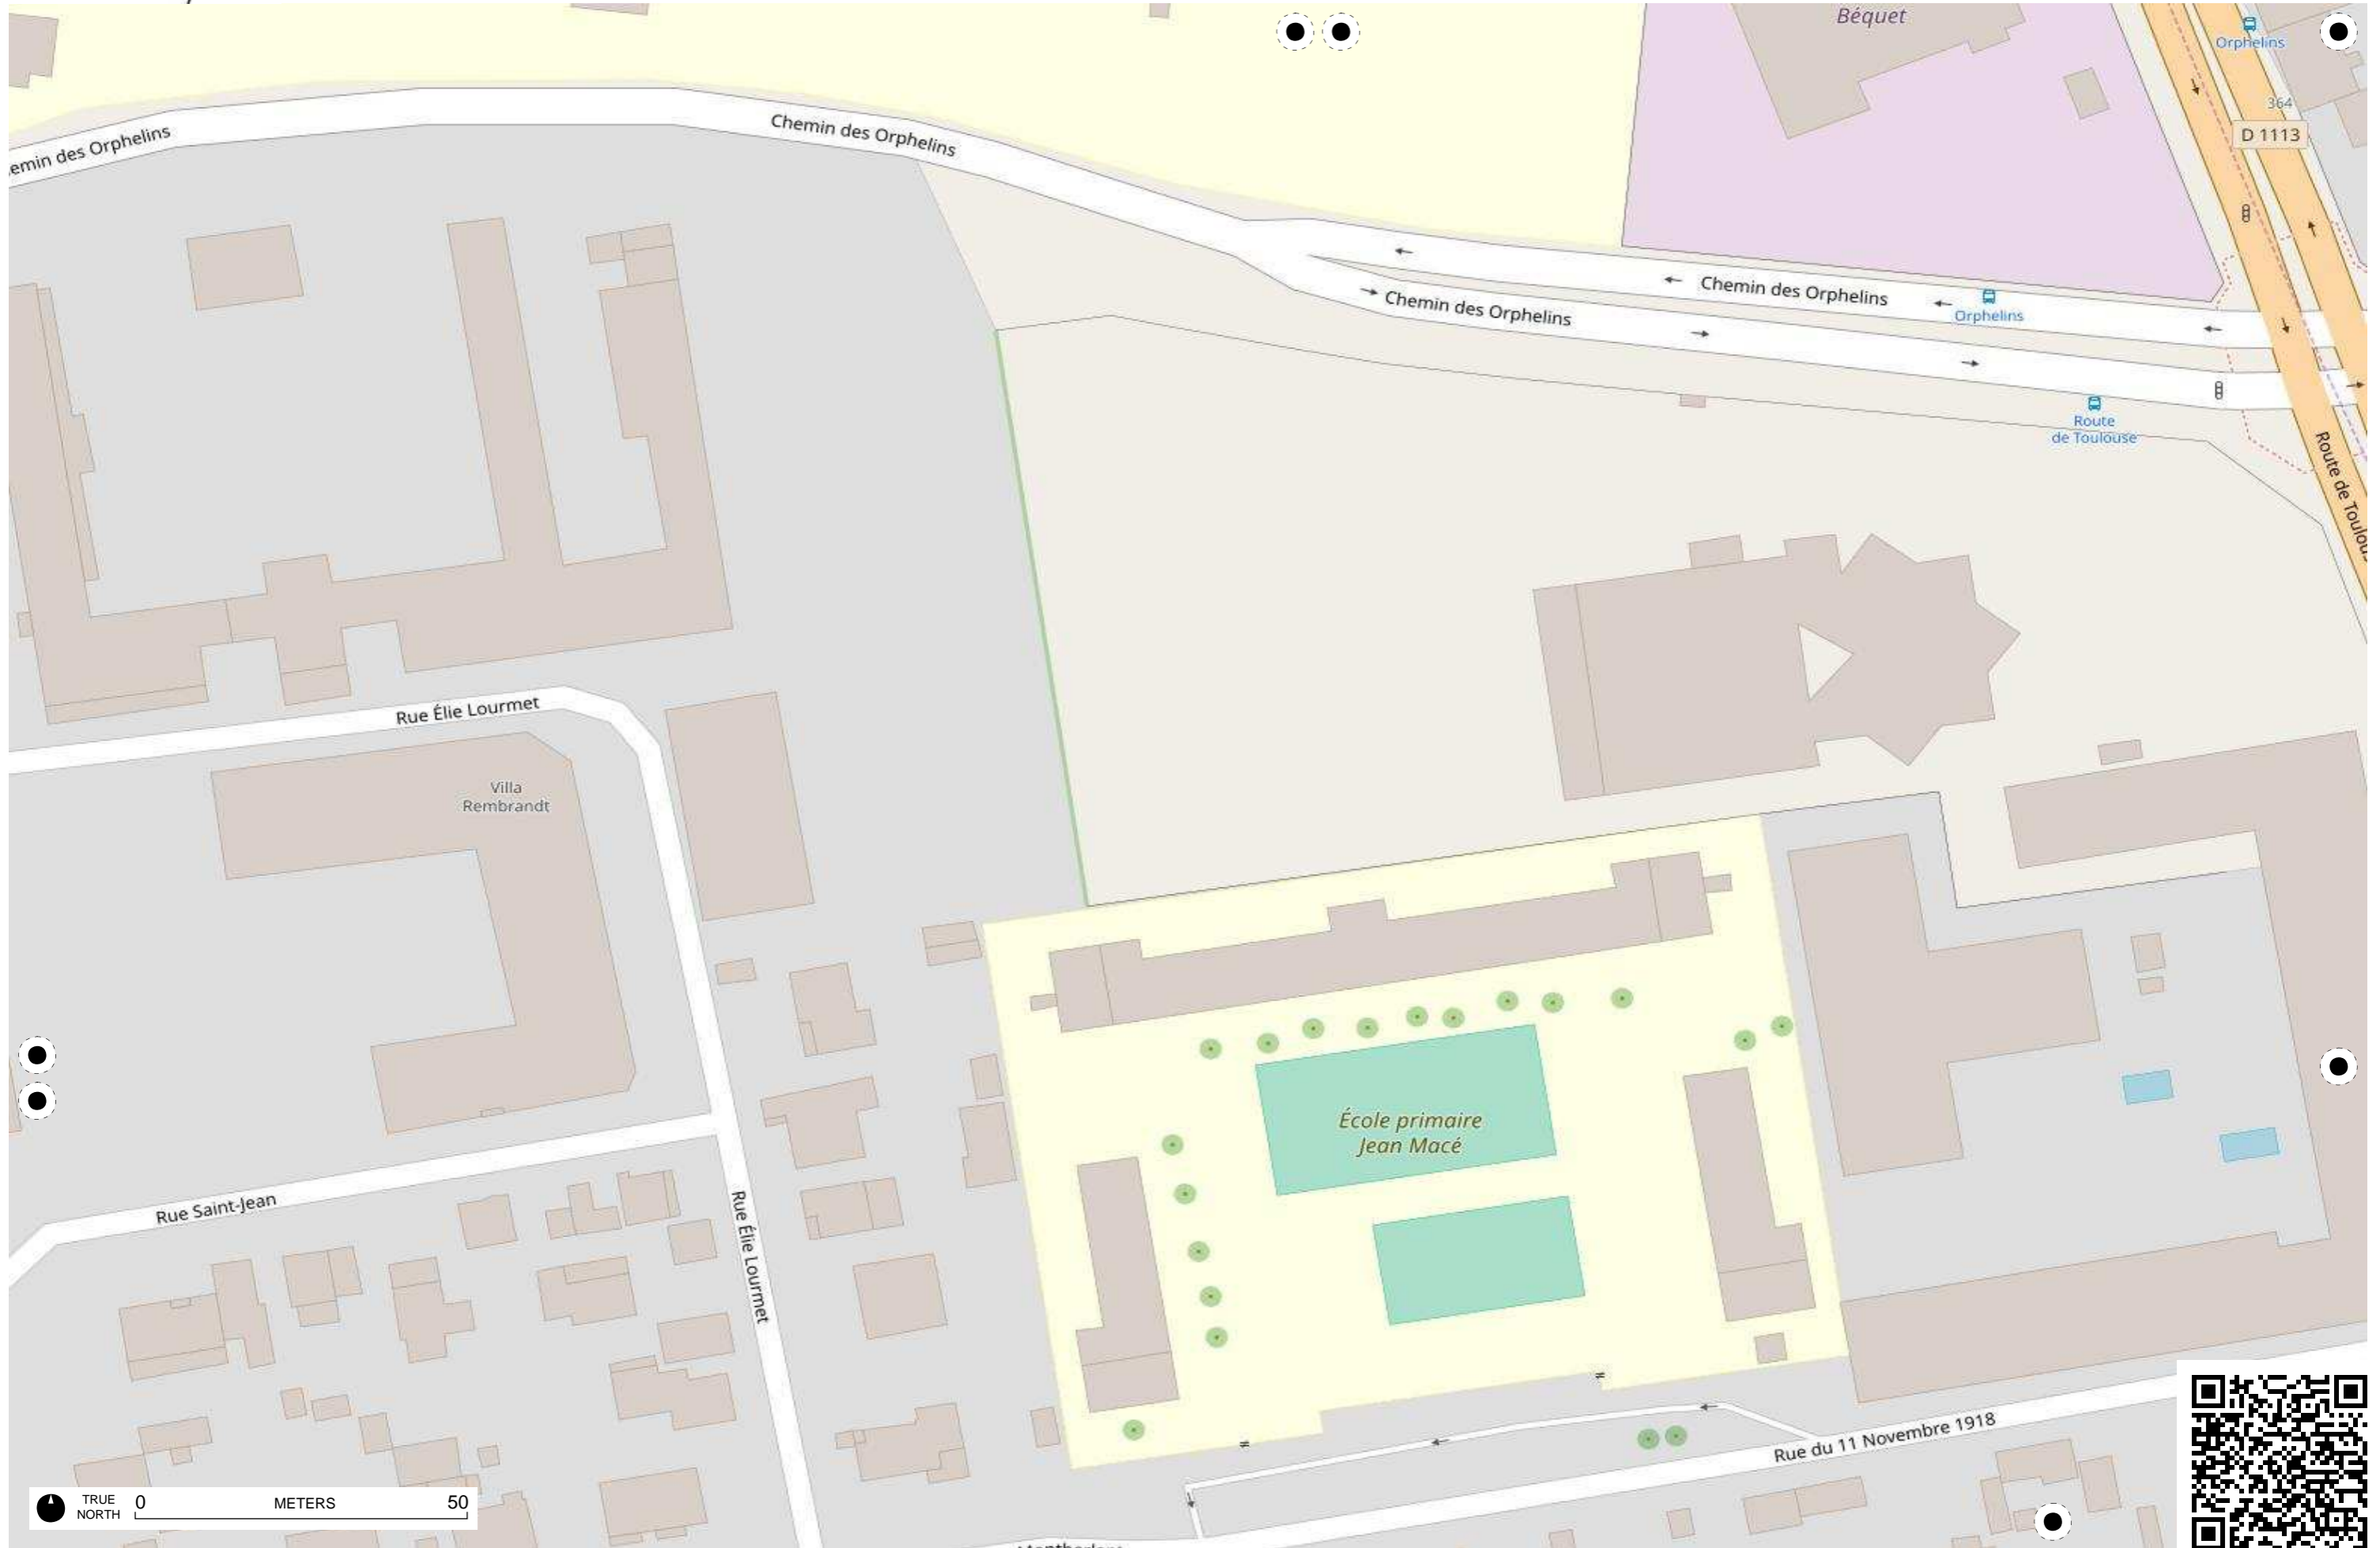 Béquet
Orphelins
364
D 1113
emin des Orphelins
Chemin des Orphelins
Chemin des Orphelins
Chemin des Orphelins
Orphelins
Route
de Toulouse
Route de Toulous
Rue Élie Lourmet
Villa
Rembrandt
École primaire
Jean Macé
Rue Saint-Jean
Rue Élie Lourmet
Rue du 11 Novembre 1918
TRUE
NORTH
0 METERS 50